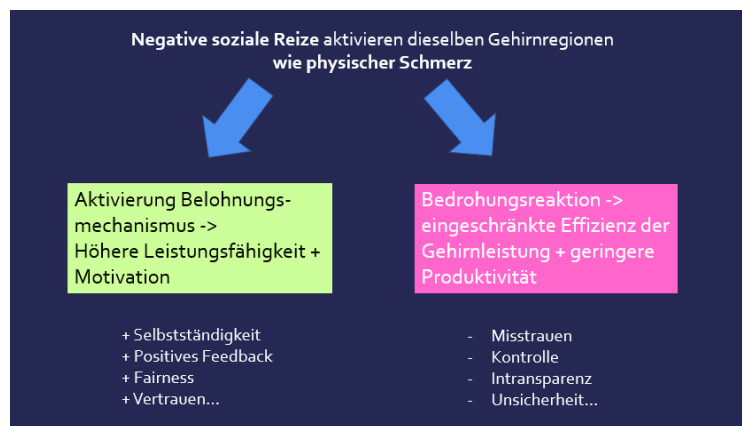 Negative soziale Reize aktivieren dieselben Gehirnregionen
wie physischer Schmerz
Aktivierung Belohnungs-
mechanismus ->
Höhere Leistungsfähigkeit +
Motivation
Bedrohungsreaktion ->
eingeschränkte Effizienz der
Gehirnleistung + geringere
Produktivität
+ Selbstständigkeit
+ Positives Feedback
+ Fairness
+ Vertrauen...
- Misstrauen
- Kontrolle
- Intransparenz
- Unsicherheit...